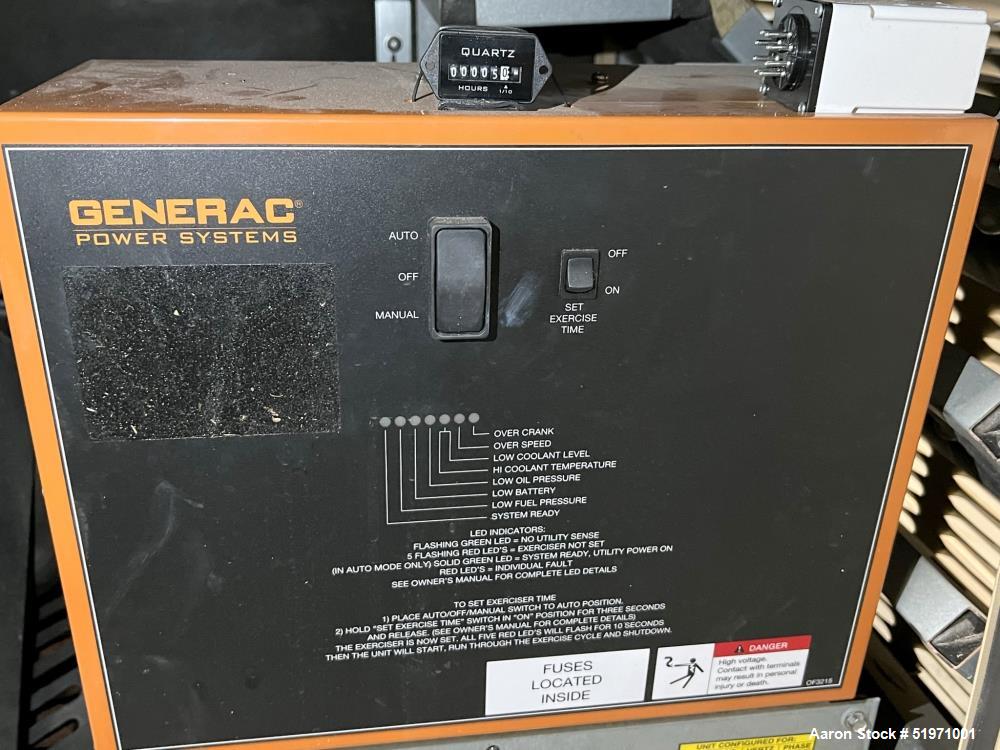 QUARTZ
000050
HOURS 1/10
GENERAC®
POWER SYSTEMS
AUTO
OFF
MANUAL
OFF
ON
SET
EXERCISE
TIME
OVER CRANK
OVER SPEED
LOW COOLANT LEVEL
HI COOLANT TEMPERATURE
LOW OIL PRESSURE
LOW BATTERY
LOW FUEL PRESSURE
SYSTEM READY
LED INDICATORS:
FLASHING GREEN LED = NO UTILITY SENSE
5 FLASHING RED LED'S = EXERCISER NOT SET
(IN AUTO MODE ONLY) SOLID GREEN LED = SYSTEM READY, UTILITY POWER ON
RED LED'S = INDIVIDUAL FAULT
SEE OWNER'S MANUAL FOR COMPLETE LED DETAILS
TO SET EXERCISER TIME
1) PLACE AUTO/OFF/MANUAL SWITCH TO AUTO POSITION.
2) HOLD "SET EXERCISE TIME" SWITCH IN "ON" POSITION FOR THREE SECONDS
AND RELEASE. (SEE OWNER'S MANUAL FOR COMPLETE DETAILS)
THE EXERCISER IS NOW SET. ALL FIVE RED LED'S WILL FLASH FOR 10 SECONDS
THEN THE UNIT WILL START, RUN THROUGH THE EXERCISE CYCLE AND SHUTDOWN.
FUSES
LOCATED
INSIDE
DANGER
High voltage.
Contact with terminals
may result in personal
injury or death.
OF3215
UNIT CONFIGURED FOR:
HERTZ PHASE
Aaron Stock # 51971001